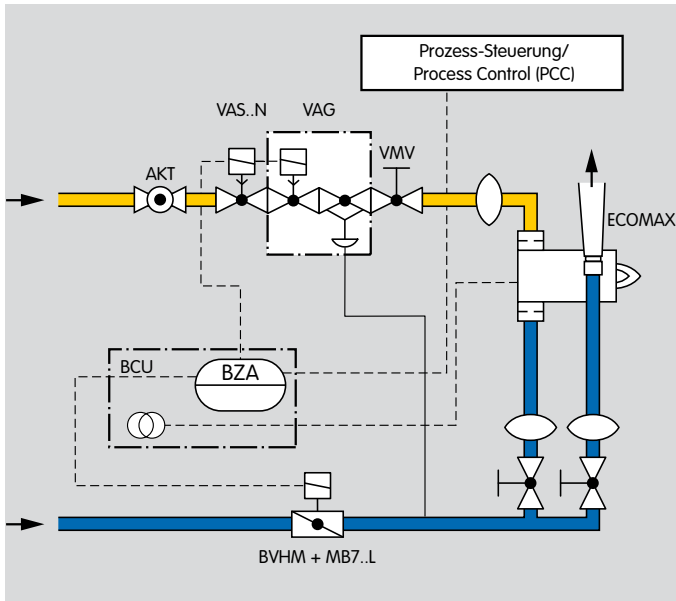 Prozess-Steuerung/
Process Control (PCC)
VAS..N
VAG
VMV
AKT
ECOMAX
BCU
BZA
BVHM + MB7..L